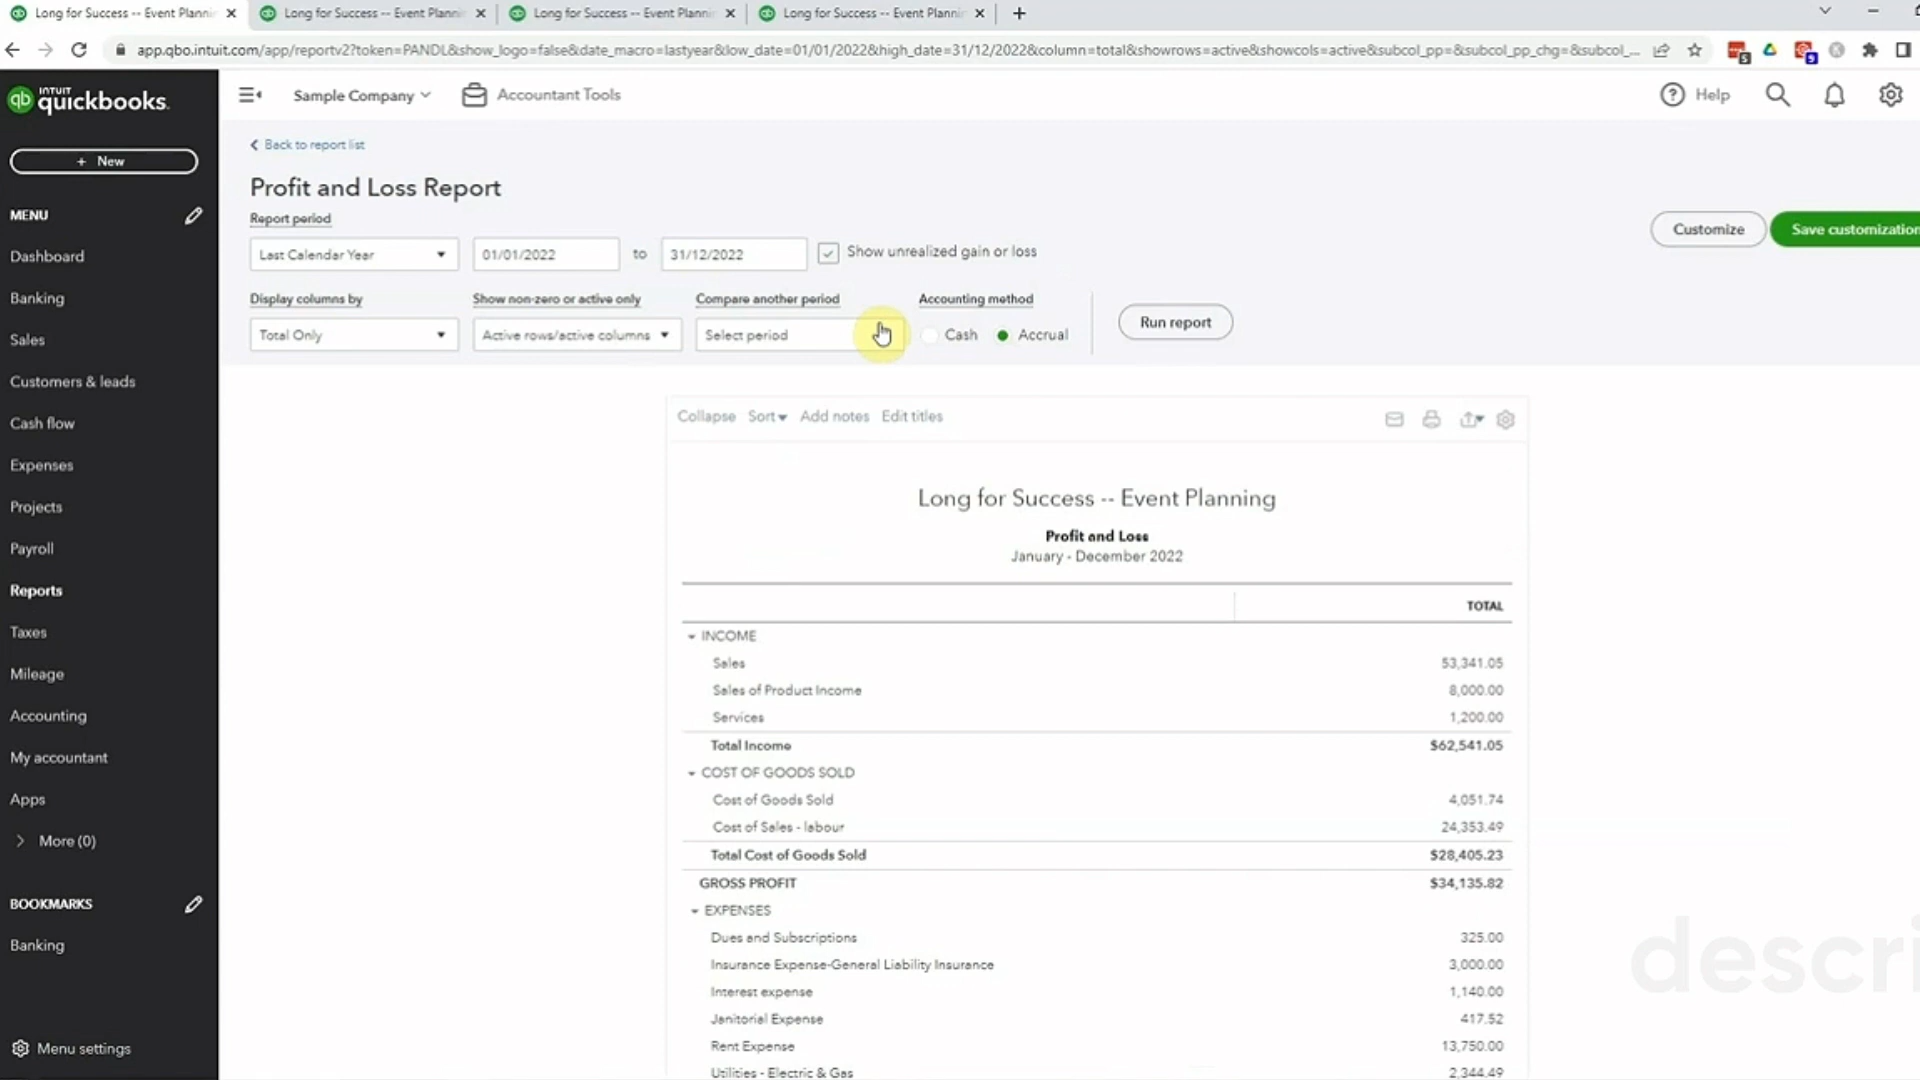 Long for Success -- Event Plannin
Long for Success -- Event Plannin
Long for Success -- Event Plannin
Long for Success -- Event Plannin
app.qbo.intuit.com/app/reportv2?token=PANDL&show_logo=false&date_macro=lastyear&low_date=01/01/2022&high_date=31/12/2022&column=total&showrows=active&showcols=active&subcol_pp=&subcol_pp_chg=&subcol_...
5
9
qb INTUIT quickbooks.
Sample Company
Accountant Tools
Help
+ New
MENU
Dashboard
Banking
Sales
Customers & leads
Cash flow
Expenses
Projects
Payroll
Reports
Taxes
Mileage
Accounting
My accountant
Apps
More (0)
BOOKMARKS
Banking
Menu settings
Back to report list
Profit and Loss Report
Report period
Last Calendar Year 01/01/2022 to 31/12/2022 Show unrealized gain or loss
Customize Save customization
Display columns by Show non-zero or active only Compare another period Accounting method
Total Only Active rows/active columns Select period Cash Accrual Run report
Collapse Sort Add notes Edit titles
Long for Success -- Event Planning
Profit and Loss
January - December 2022
TOTAL
INCOME
Sales 53,341.05
Sales of Product Income 8,000.00
Services 1,200.00
Total Income $62,541.05
COST OF GOODS SOLD
Cost of Goods Sold 4,051.74
Cost of Sales - labour 24,353.49
Total Cost of Goods Sold $28,405.23
GROSS PROFIT $34,135.82
EXPENSES
Dues and Subscriptions 325.00
Insurance Expense-General Liability Insurance 3,000.00
Interest expense 1,140.00
Janitorial Expense 417.52
Rent Expense 13,750.00
Utilities - Electric & Gas 2,344.49
descri